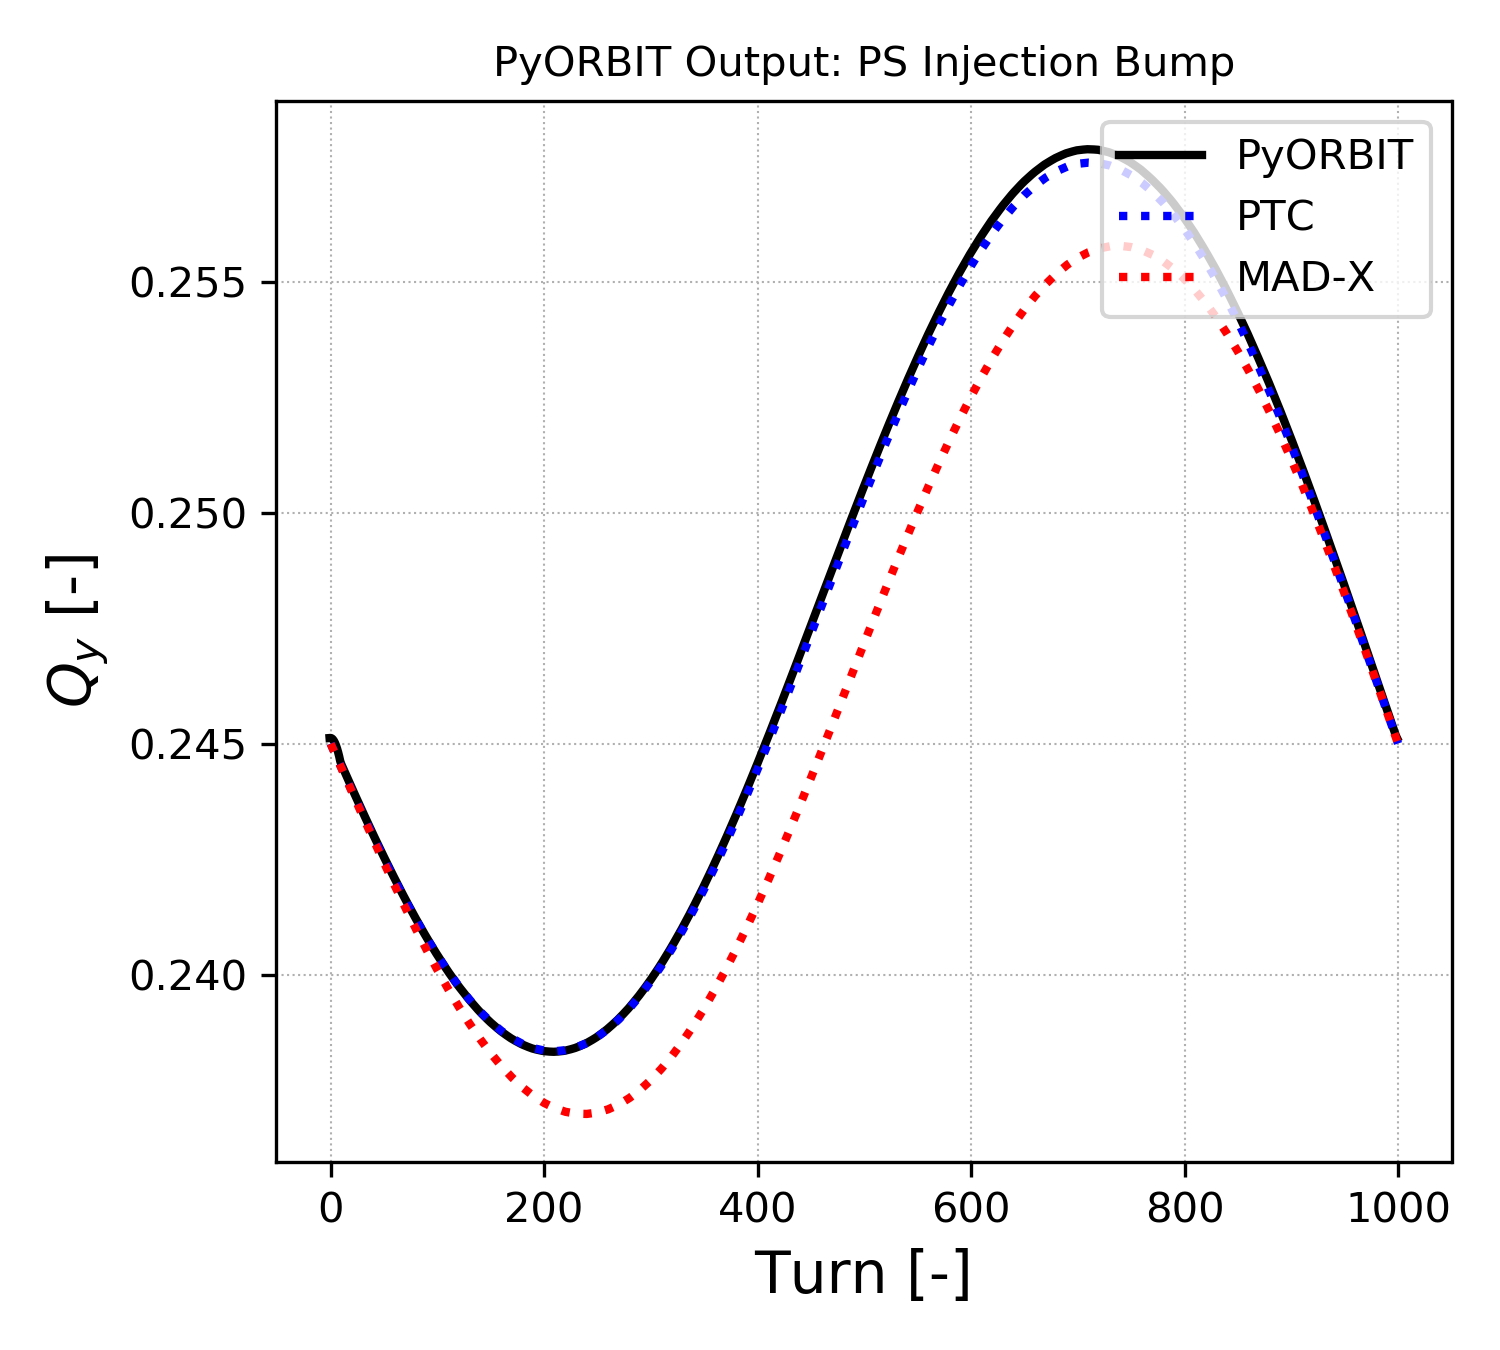 PyORBIT Output: PS Injection Bump
PyORBIT
PTC
MAD-X
0.255
0.250
0.245
0.240
Q_y [-]
0 200 400 600 800 1000
Turn [-]